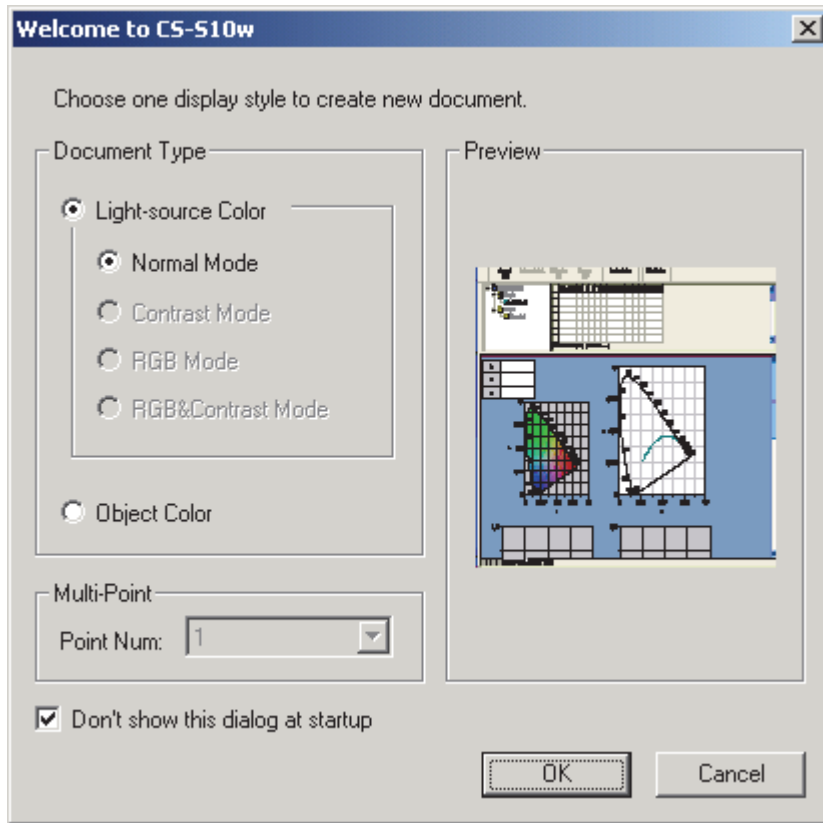 Welcome to CS-S10w
Choose one display style to create new document.
Document Type
Light-source Color
Normal Mode
Contrast Mode
RGB Mode
RGB&Contrast Mode
Object Color
Preview
Multi-Point
Point Num: 1
Don't show this dialog at startup
OK Cancel